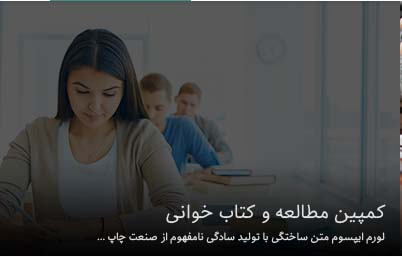 کمپین مطالعه و کتاب خوانی
لورم ایپسوم متن ساختگی با تولید سادگی نامفهوم از صنعت چاپ ...